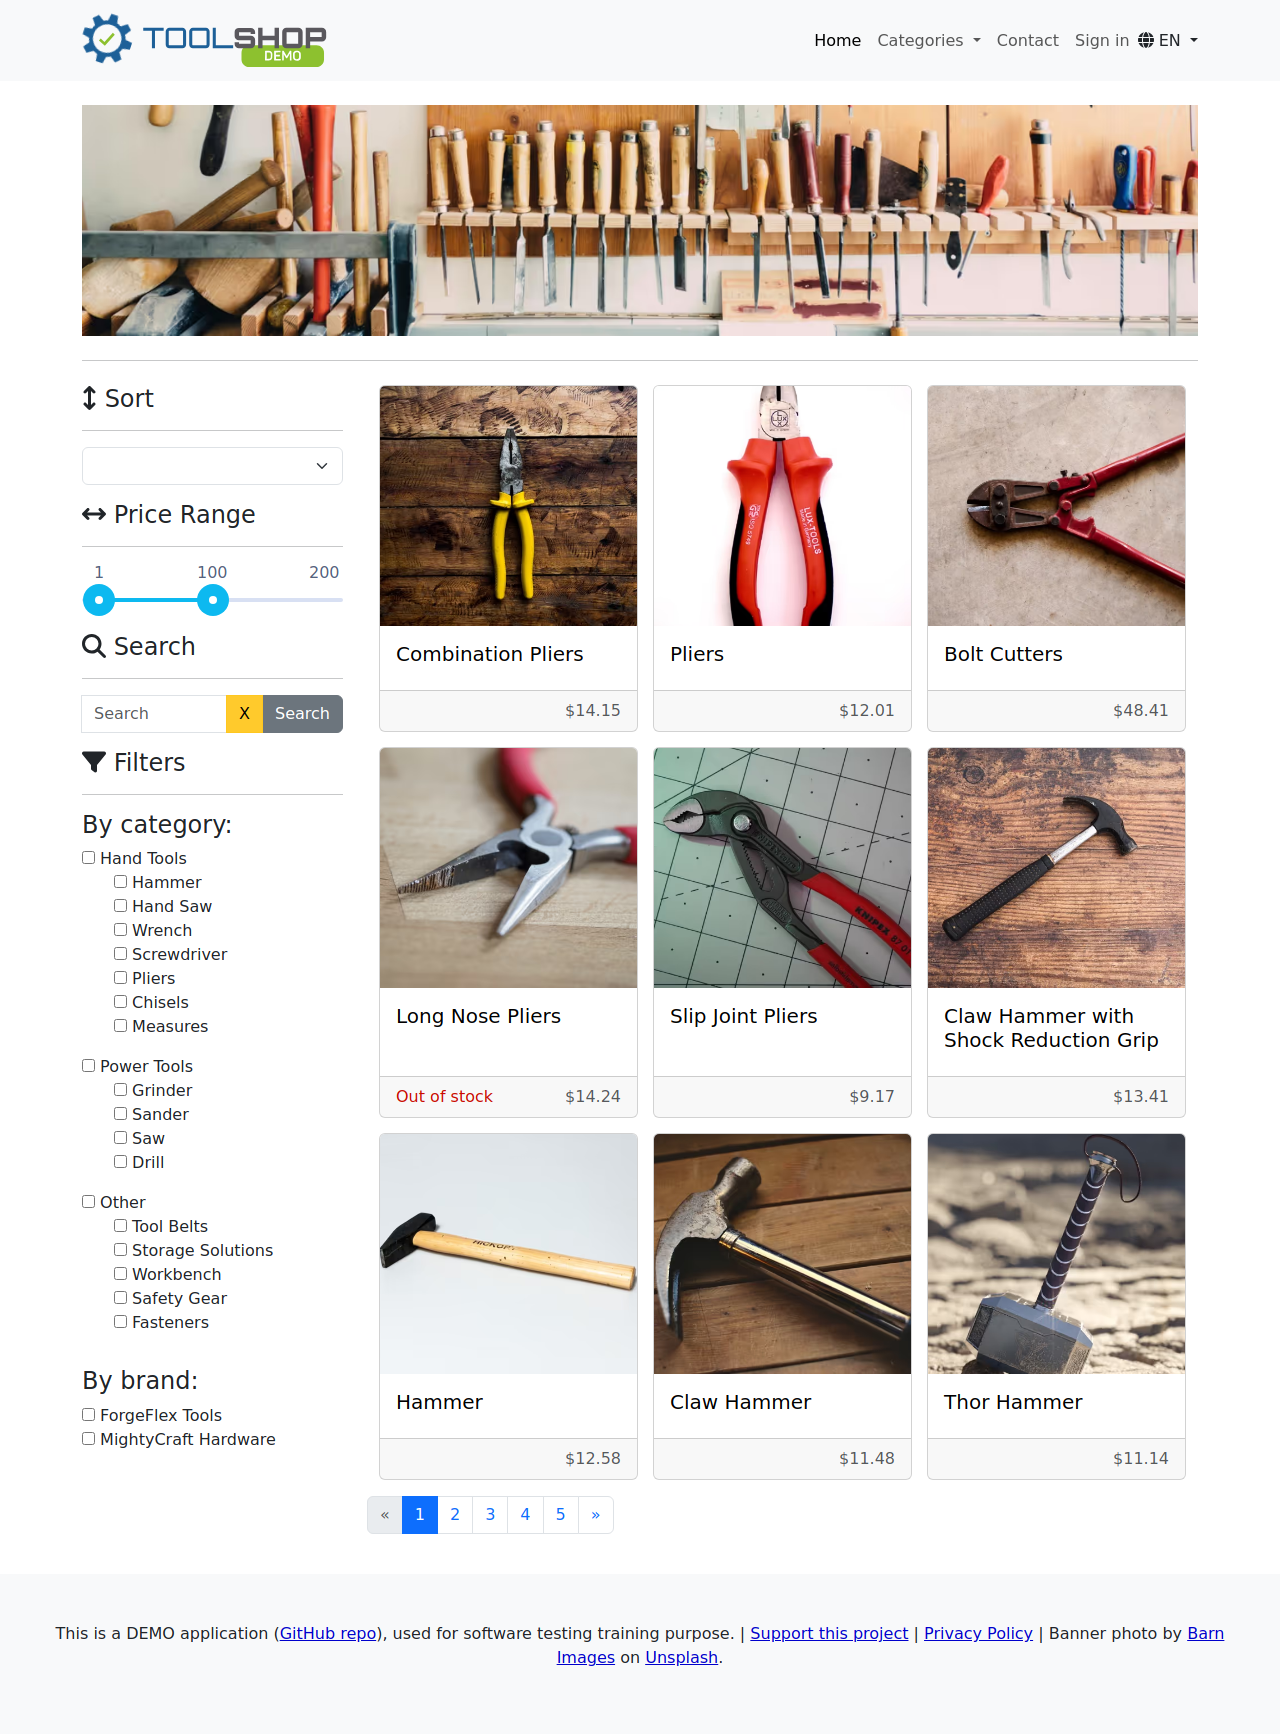 TOOLSHOP
DEMO
Home Categories Contact Sign in EN
Sort
Price Range
1 100 200
Search
Search X Search
Filters
By category:
Hand Tools
Hammer
Hand Saw
Wrench
Screwdriver
Pliers
Chisels
Measures
Power Tools
Grinder
Sander
Saw
Drill
Other
Tool Belts
Storage Solutions
Workbench
Safety Gear
Fasteners
By brand:
ForgeFlex Tools
MightyCraft Hardware
Combination Pliers
$14.15
LUX-TOOLS
Pliers
$12.01
Bolt Cutters
$48.41
Long Nose Pliers
Out of stock $14.24
KNIPEX
Slip Joint Pliers
$9.17
Claw Hammer with
Shock Reduction Grip
$13.41
Hammer
$12.58
Claw Hammer
$11.48
Thor Hammer
$11.14
« 1 2 3 4 5 »
This is a DEMO application (GitHub repo), used for software testing training purpose. | Support this project | Privacy Policy | Banner photo by Barn
Images on Unsplash.